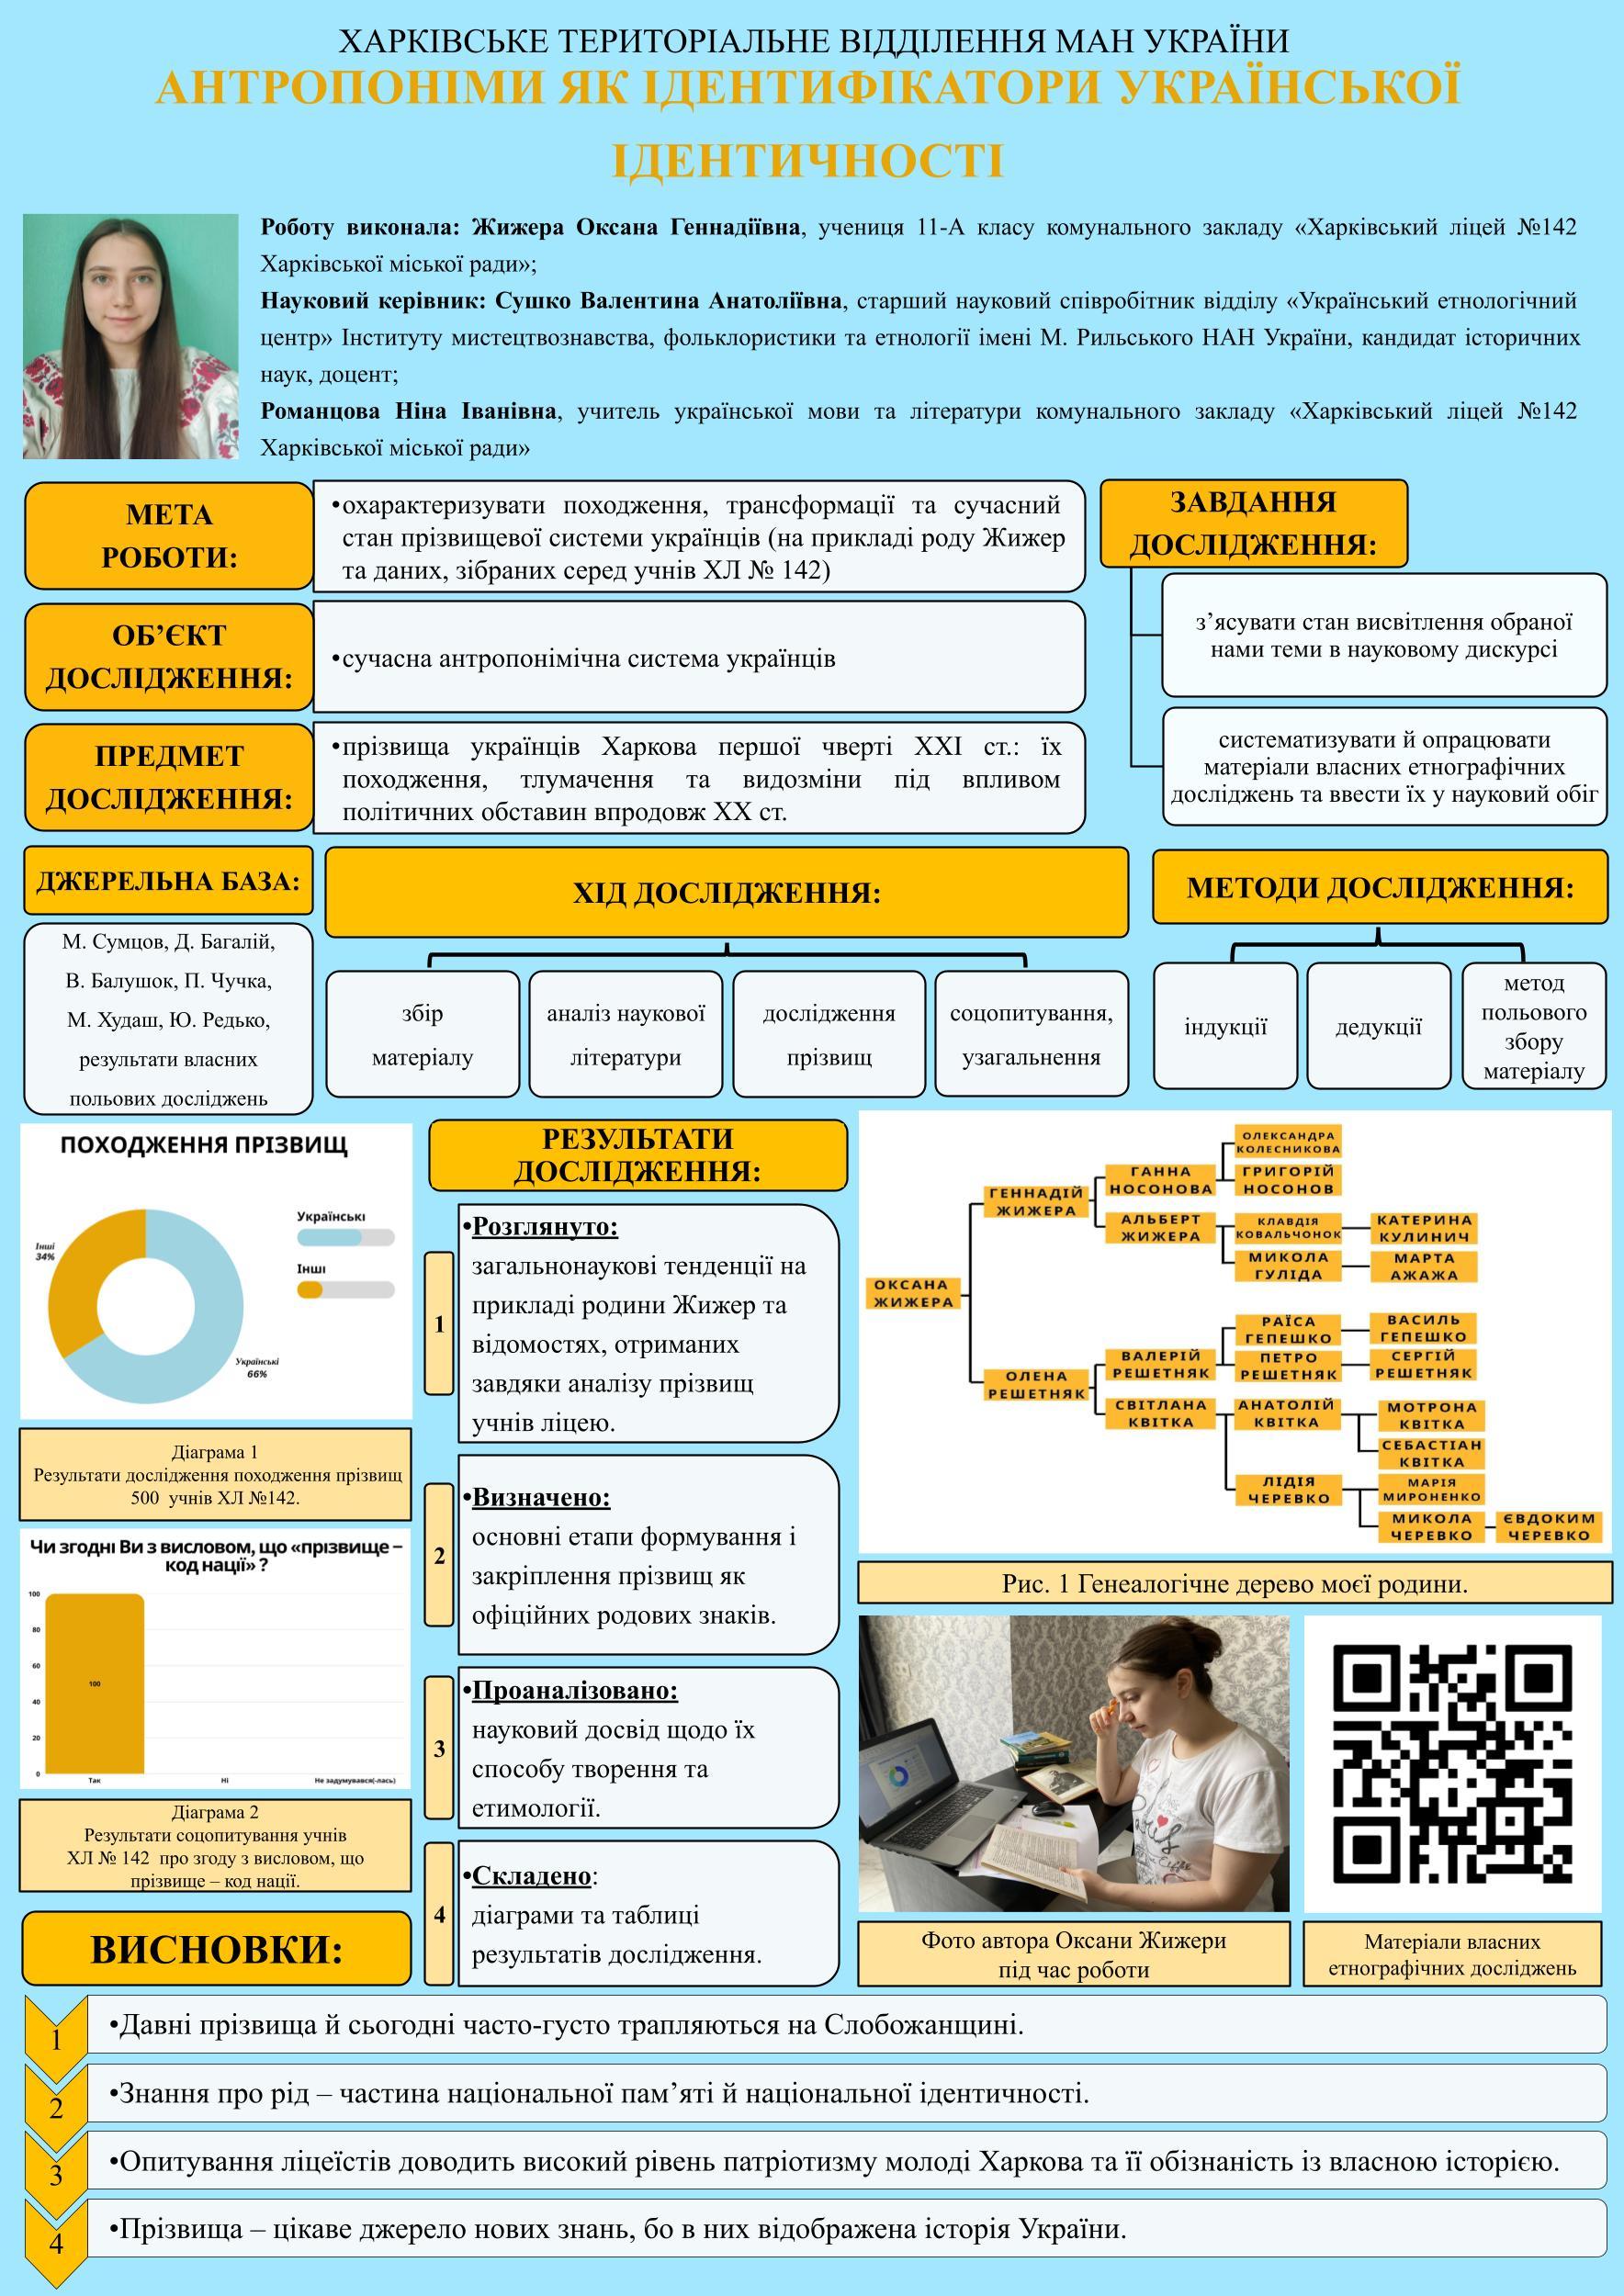 ХАРКІВСЬКЕ ТЕРИТОРІАЛЬНЕ ВІДДІЛЕННЯ МАН УКРАЇНИ
АНТРОПОНІМИ ЯК ІДЕНТИФІКАТОРИ УКРАЇНСЬКОЇ
ІДЕНТИЧНОСТІ
Роботу виконала: Жижера Оксана Геннадіївна, учениця 11-А класу комунального закладу «Харківський ліцей №142
Харківської міської ради»;
Науковий керівник: Сушко Валентина Анатоліївна, старший науковий співробітник відділу «Український етнологічний
центр» Інституту мистецтвознавства, фольклористики та етнології імені М. Рильського НАН України, кандидат історичних
наук, доцент;
Романцова Ніна Іванівна, учитель української мови та літератури комунального закладу «Харківський ліцей №142
Харківської міської ради»
МЕТА
РОБОТИ:
•охарактеризувати походження, трансформації та сучасний
стан прізвищевої системи українців (на прикладі роду Жижер
та даних, зібраних серед учнів ХЛ № 142)
ОБ’ЄКТ
ДОСЛІДЖЕННЯ:
•сучасна антропонімічна система українців
ПРЕДМЕТ
ДОСЛІДЖЕННЯ:
•прізвища українців Харкова першої чверті ХХІ ст.: їх
походження, тлумачення та видозміни під впливом
політичних обставин впродовж ХХ ст.
ЗАВДАННЯ
ДОСЛІДЖЕННЯ:
з’ясувати стан висвітлення обраної
нами теми в науковому дискурсі
систематизувати й опрацювати
матеріали власних етнографічних
досліджень та ввести їх у науковий обіг
ДЖЕРЕЛЬНА БАЗА:
М. Сумцов, Д. Багалій,
В. Балушок, П. Чучка,
М. Худаш, Ю. Редько,
результати власних
польових досліджень
ХІД ДОСЛІДЖЕННЯ:
збір
матеріалу
аналіз наукової
літератури
дослідження
прізвищ
соцопитування,
узагальнення
МЕТОДИ ДОСЛІДЖЕННЯ:
індукції
дедукції
метод
польового
збору
матеріалу
ПОХОДЖЕННЯ ПРІЗВИЩ
Українські
Інші
Інші
34%
Українські
66%
Діаграма 1
Результати дослідження походження прізвищ
500 учнів ХЛ №142.
Чи згодні Ви з висловом, що «прізвище –
код нації» ?
100
80
60
40
20
0
100
Так
Ні
Не задумувався(-лась)
Діаграма 2
Результати соцопитування учнів
ХЛ № 142 про згоду з висловом, що
прізвище – код нації.
РЕЗУЛЬТАТИ
ДОСЛІДЖЕННЯ:
1
•Розглянуто:
загальнонаукові тенденції на
прикладі родини Жижер та
відомостях, отриманих
завдяки аналізу прізвищ
учнів ліцею.
2
•Визначено:
основні етапи формування і
закріплення прізвищ як
офіційних родових знаків.
3
•Проаналізовано:
науковий досвід щодо їх
способу творення та
етимології.
4
•Складено:
діаграми та таблиці
результатів дослідження.
ОКСАНА
ЖИЖЕРА
ГЕННАДІЙ
ЖИЖЕРА
ГАННА
НОСОНОВА
ОЛЕКСАНДРА
КОЛЕСНИКОВА
ГРИГОРІЙ
НОСОНОВ
АЛЬБЕРТ
ЖИЖЕРА
КЛАВДІЯ
КОВАЛЬЧОНОК
КАТЕРИНА
КУЛИНИЧ
МИКОЛА
ГУЛІДА
МАРТА
АЖАЖА
ОЛЕНА
РЕШЕТНЯК
ВАЛЕРІЙ
РЕШЕТНЯК
РАЇСА
ГЕПЕШКО
ВАСИЛЬ
ГЕПЕШКО
ПЕТРО
РЕШЕТНЯК
СЕРГІЙ
РЕШЕТНЯК
СВІТЛАНА
КВІТКА
АНАТОЛІЙ
КВІТКА
МОТРОНА
КВІТКА
СЕБАСТІАН
КВІТКА
ЛІДІЯ
ЧЕРЕВКО
МАРІЯ
МИРОНЕНКО
МИКОЛА
ЧЕРЕВКО
ЄВДОКИМ
ЧЕРЕВКО
Рис. 1 Генеалогічне дерево моєї родини.
Фото автора Оксани Жижери
під час роботи
Матеріали власних
етнографічних досліджень
ВИСНОВКИ:
1
•Давні прізвища й сьогодні часто-густо трапляються на Слобожанщині.
2
•Знання про рід – частина національної пам’яті й національної ідентичності.
3
•Опитування ліцеїстів доводить високий рівень патріотизму молоді Харкова та її обізнаність із власною історією.
4
•Прізвища – цікаве джерело нових знань, бо в них відображена історія України.